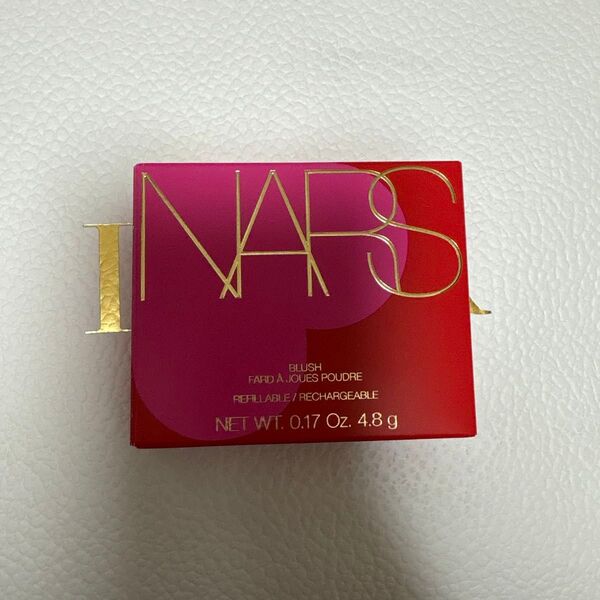 NARS
BLUSH
FARD À JOUES POUDRE
REFILLABLE / RECHARGEABLE
NET WT. 0.17 Oz. 4.8 g